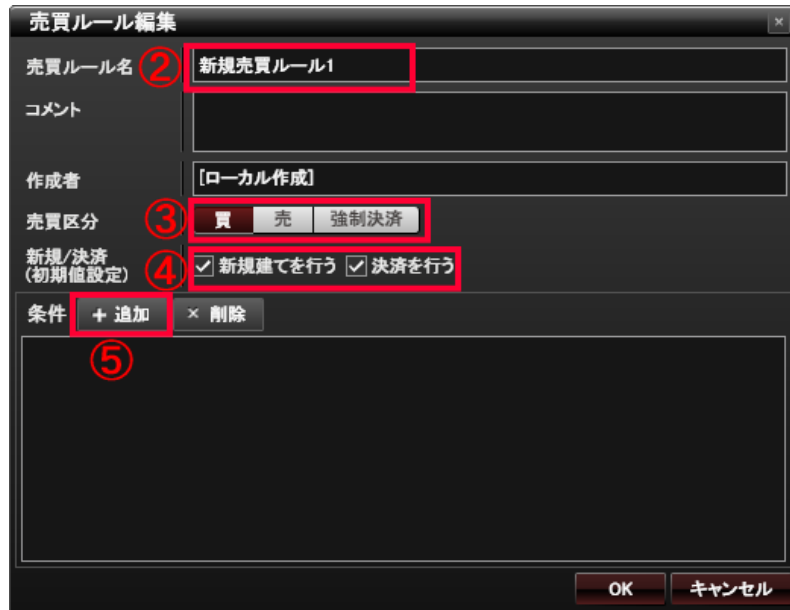 売買ルール編集 ×
売買ルール名 ② 新規売買ルール1
コメント
作成者 [ローカル作成]
売買区分 ③ 買 売 強制決済
新規/決済
(初期値設定) ④ 新規建てを行う 決済を行う
条件 + 追加 × 削除
⑤
OK キャンセル